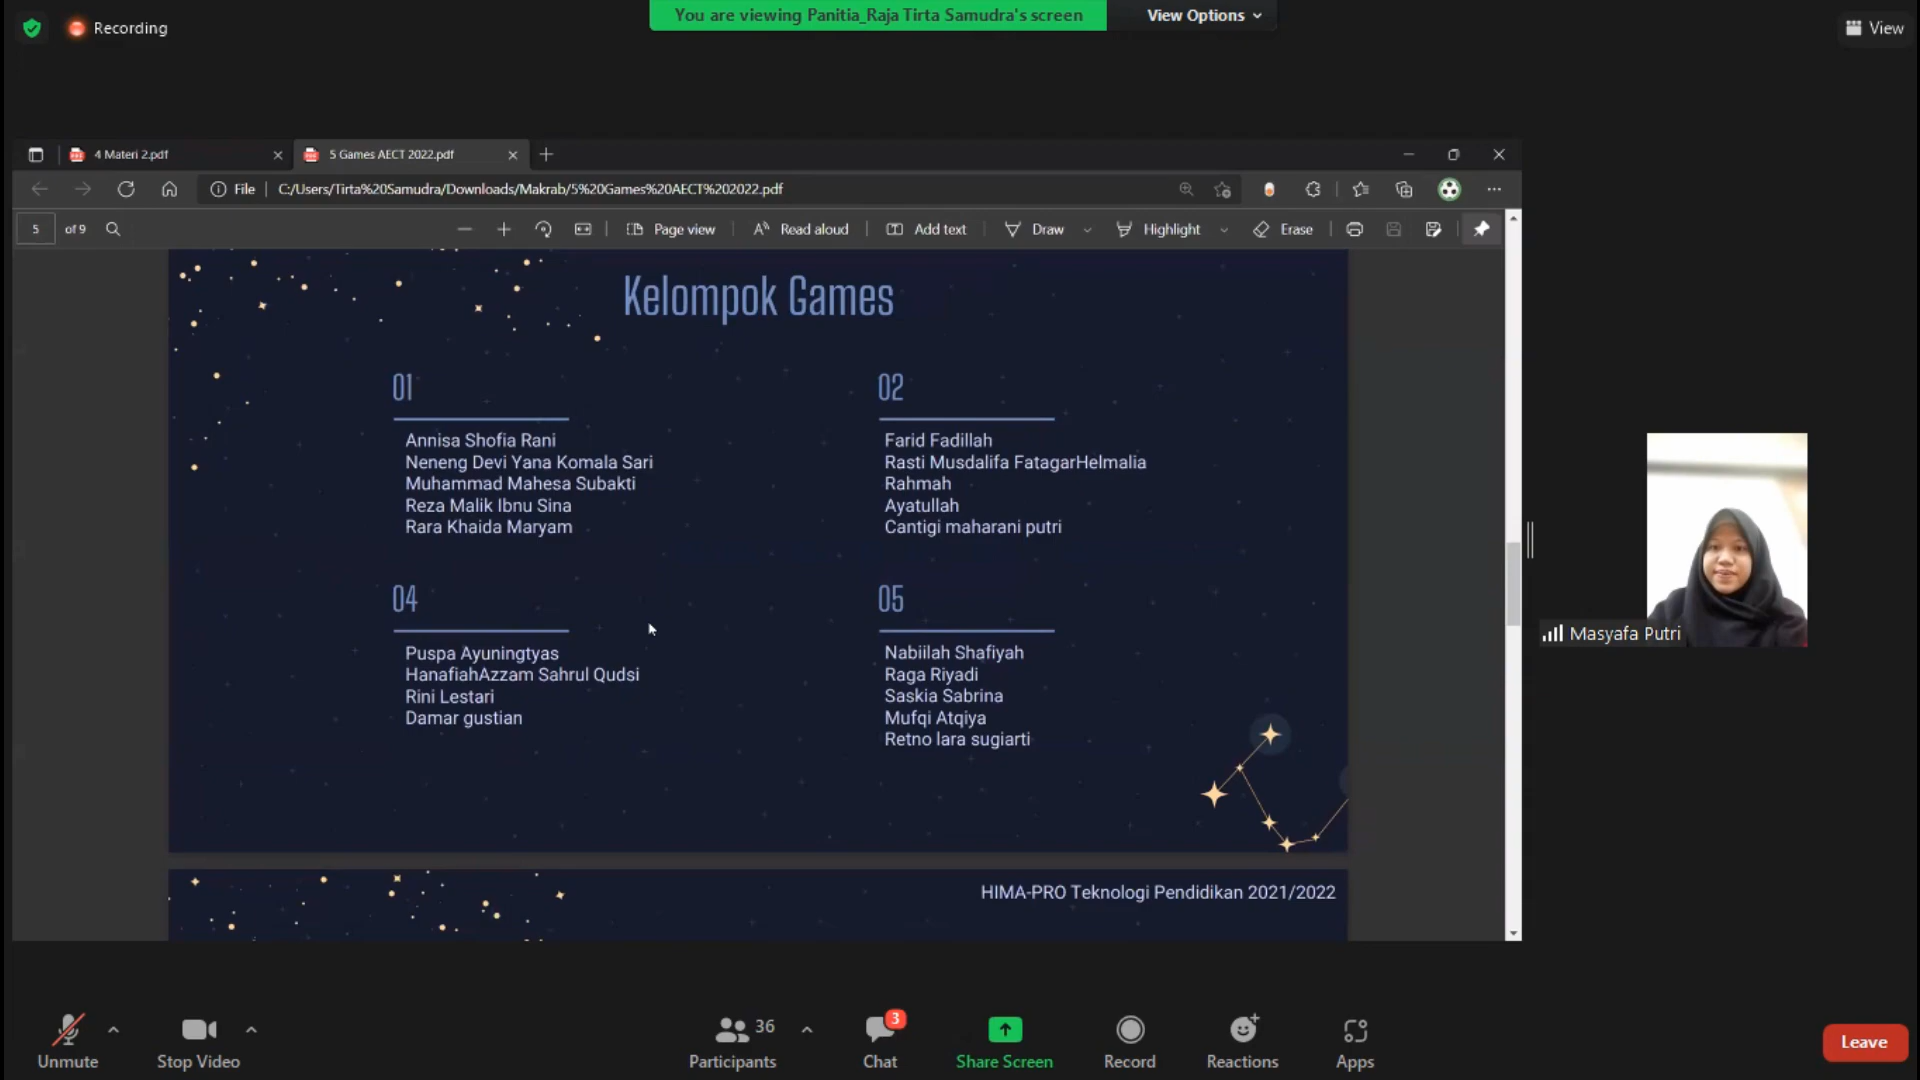 Recording
You are viewing Panitia_Raja Tirta Samudra's screen
View Options
View
4 Materi 2.pdf
5 Games AECT 2022.pdf
File
C:/Users/Tirta%20Samudra/Downloads/Makrab/5%20Games%20AECT%202022.pdf
5 of 9
Page view
Read aloud
Add text
Draw
Highlight
Erase
Kelompok Games
01
Annisa Shofia Rani
Neneng Devi Yana Komala Sari
Muhammad Mahesa Subakti
Reza Malik Ibnu Sina
Rara Khaida Maryam
02
Farid Fadillah
Rasti Musdalifa FatagarHelmalia
Rahmah
Ayatullah
Cantigi maharani putri
04
Puspa Ayuningtyas
HanafiahAzzam Sahrul Qudsi
Rini Lestari
Damar gustian
05
Nabiilah Shafiyah
Raga Riyadi
Saskia Sabrina
Mufqi Atqiya
Retno lara sugiarti
HIMA-PRO Teknologi Pendidikan 2021/2022
Masyafa Putri
Unmute
Stop Video
36
Participants
3
Chat
Share Screen
Record
Reactions
Apps
Leave